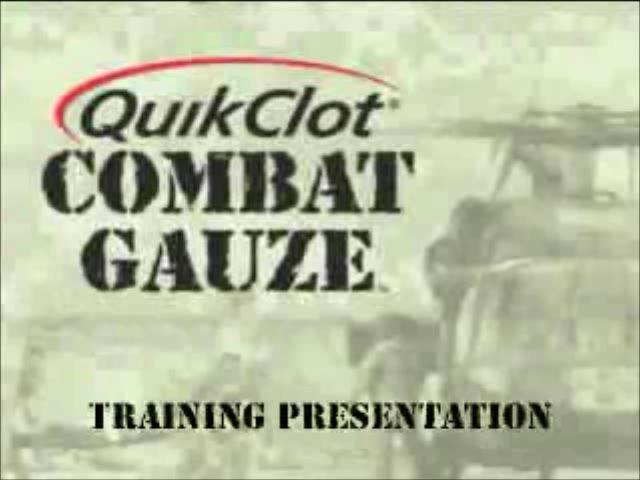 QuikClot®
COMBAT
GAUZE
TRAINING PRESENTATION